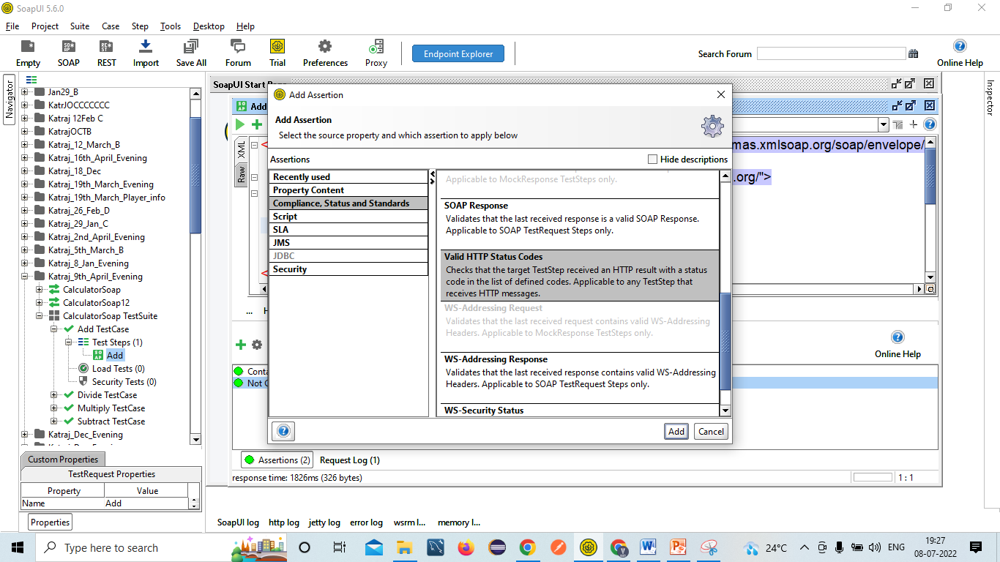 SoapUI 5.6.0
File Project Suite Case Step Tools Desktop Help
Empty SOAP REST Import Save All Forum Trial Preferences Proxy
Endpoint Explorer
Search Forum
Online Help
Navigator
Jan29_B
KatrJOCCCCCCC
Katraj 12Feb C
KatrajOCTB
Katraj_12_March_B
Katraj_16th_April_Evening
Katraj_18_Dec
Katraj_19th_March_Evening
Katraj_19th_March_Player_info
Katraj_26_Feb_D
Katraj_29_Jan_C
Katraj_2nd_April_Evening
Katraj_5th_March_B
Katraj_8_Jan_Evening
Katraj_9th_April_Evening
CalculatorSoap
CalculatorSoap12
CalculatorSoap TestSuite
Add TestCase
Test Steps (1)
Add
Load Tests (0)
Security Tests (0)
Divide TestCase
Multiply TestCase
Subtract TestCase
Katraj_Dec_Evening
Custom Properties
TestRequest Properties
Property Value
Name Add
Properties
SoapUI Start
Add
XML
Raw
mas.xmlsoap.org/soap/envelope/
.org/">
Inspector
Add Assertion
Add Assertion
Select the source property and which assertion to apply below
Assertions
Hide descriptions
Recently used
Property Content
Compliance, Status and Standards
Script
SLA
JMS
JDBC
Security
Applicable to MockResponse TestSteps only.
SOAP Response
Validates that the last received response is a valid SOAP Response.
Applicable to SOAP TestRequest Steps only.
Valid HTTP Status Codes
Checks that the target TestStep received an HTTP result with a status
code in the list of defined codes. Applicable to any TestStep that
receives HTTP messages.
WS-Addressing Request
Validates that the last received request contains valid WS-Addressing
Headers. Applicable to MockResponse TestSteps only.
WS-Addressing Response
Validates that the last received response contains valid WS-Addressing
Headers. Applicable to SOAP TestRequest Steps only.
WS-Security Status
Add Cancel
... H
Online Help
Conta
Not C
Assertions (2) Request Log (1)
response time: 1826ms (326 bytes)
1 : 1
SoapUI log http log jetty log error log wsrm l... memory l...
Type here to search
24°C
ENG
19:27
08-07-2022